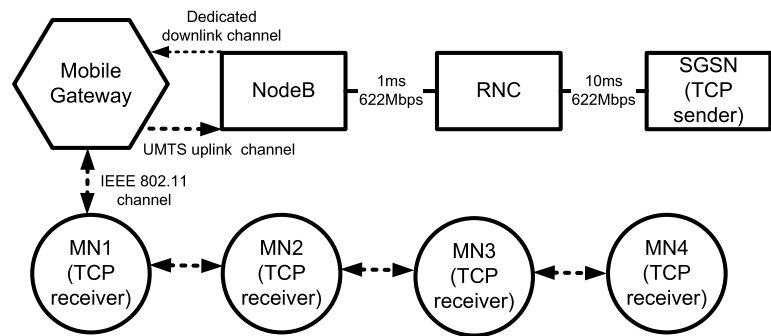 Dedicated
downlink channel
Mobile
Gateway
NodeB
1ms
622Mbps
RNC
10ms
622Mbps
SGSN
(TCP
sender)
UMTS uplink channel
IEEE 802.11
channel
MN1
(TCP
receiver)
MN2
(TCP
receiver)
MN3
(TCP
receiver)
MN4
(TCP
receiver)